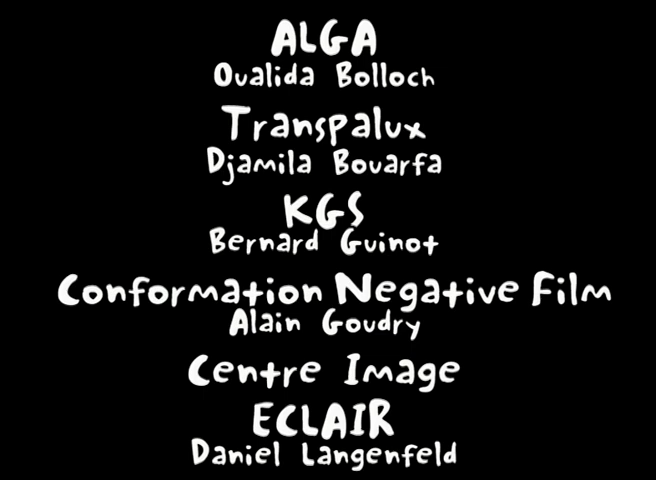 ALGA
Oualida Bolloch
Transpalux
Djamila Bouarfa
KGS
Bernard Guinot
Conformation Negative Film
Alain Goudry
Centre Image
ECLAIR
Daniel Langenfeld